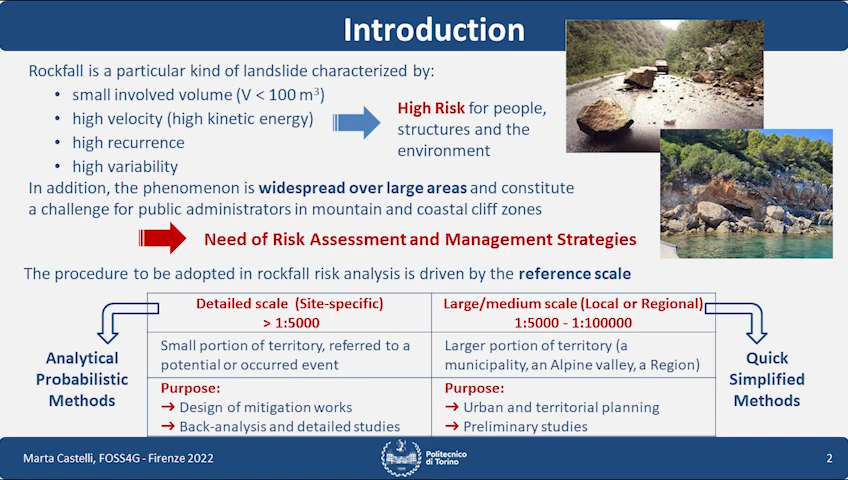 Introduction
Rockfall is a particular kind of landslide characterized by:
• small involved volume (V < 100 m³)
• high velocity (high kinetic energy)
• high recurrence
• high variability
High Risk for people,
structures and the
environment
In addition, the phenomenon is widespread over large areas and constitute
a challenge for public administrators in mountain and coastal cliff zones
Need of Risk Assessment and Management Strategies
The procedure to be adopted in rockfall risk analysis is driven by the reference scale
Analytical
Probabilistic
Methods
Detailed scale (Site-specific)
> 1:5000
Large/medium scale (Local or Regional)
1:5000 - 1:100000
Small portion of territory, referred to a
potential or occurred event
Larger portion of territory (a
municipality, an Alpine valley, a Region)
Purpose:
→ Design of mitigation works
→ Back-analysis and detailed studies
Purpose:
→ Urban and territorial planning
→ Preliminary studies
Quick
Simplified
Methods
Marta Castelli, FOSS4G - Firenze 2022
Politecnico
di Torino
2